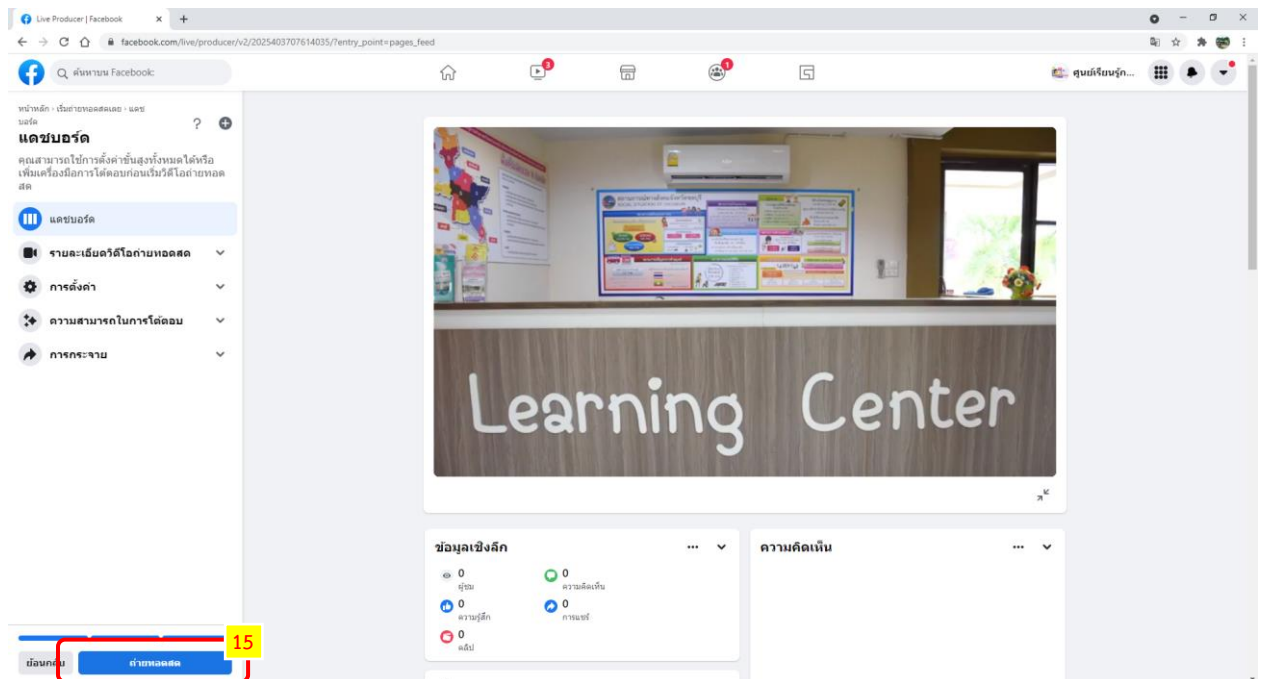 Live Producer | Facebook
facebook.com/live/producer/v2/2025403707614035/?entry_point=pages_feed
ค้นหาบน Facebook
3
1
ศูนย์เรียนรู้ก...
หน้าหลัก › เริ่มถ่ายทอดสดเลย › แดช
บอร์ด
แดชบอร์ด
คุณสามารถใช้การตั้งค่าขั้นสูงทั้งหมดได้หรือ
เพิ่มเครื่องมือการโต้ตอบก่อนเริ่มวิดีโอถ่ายทอด
สด
แดชบอร์ด
รายละเอียดวิดีโอถ่ายทอดสด
การตั้งค่า
ความสามารถในการโต้ตอบ
การกระจาย
Learning Center
ข้อมูลเชิงลึก
ความคิดเห็น
0
ผู้ชม
0
ความคิดเห็น
0
ความรู้สึก
0
การแชร์
0
คลิป
15
ย้อนกลับ
ถ่ายทอดสด